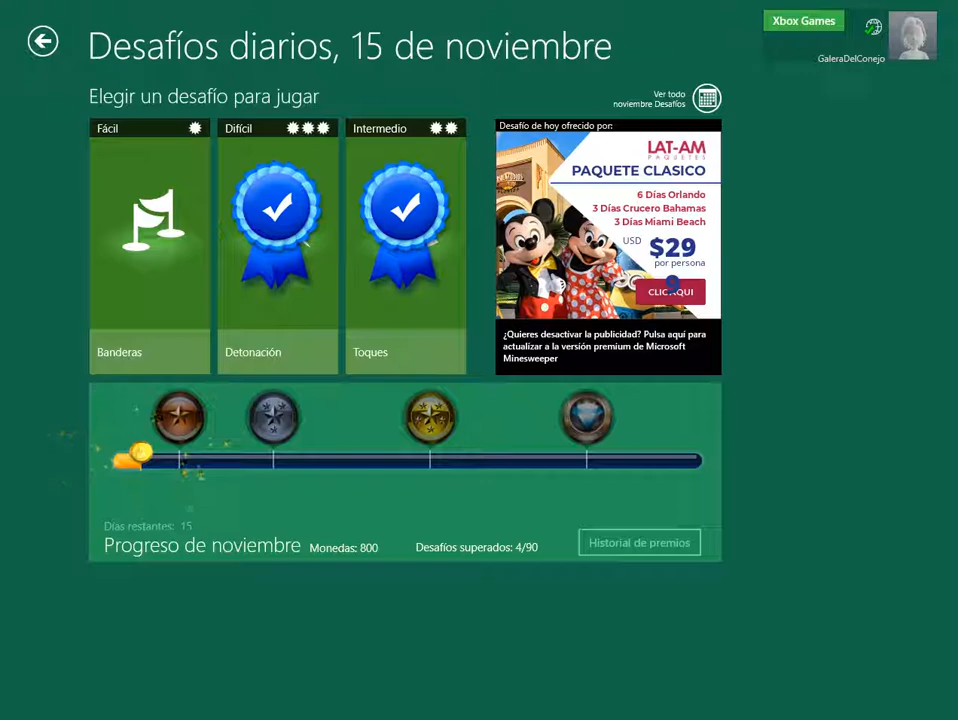 Desafíos diarios, 15 de noviembre
Xbox Games
GaleraDelConejo
Elegir un desafío para jugar
Ver todo
noviembre Desafíos
Fácil
Difícil
Intermedio
Banderas
Detonación
Toques
Desafío de hoy ofrecido por:
LAT-AM
PAQUETES
PAQUETE CLASICO
6 Días Orlando
3 Días Crucero Bahamas
3 Días Miami Beach
USD $29
por persona
9
CLIC AQUI
¿Quieres desactivar la publicidad? Pulsa aquí para
actualizar a la versión premium de Microsoft
Minesweeper
Días restantes: 15
Progreso de noviembre
Monedas: 800
Desafíos superados: 4/90
Historial de premios